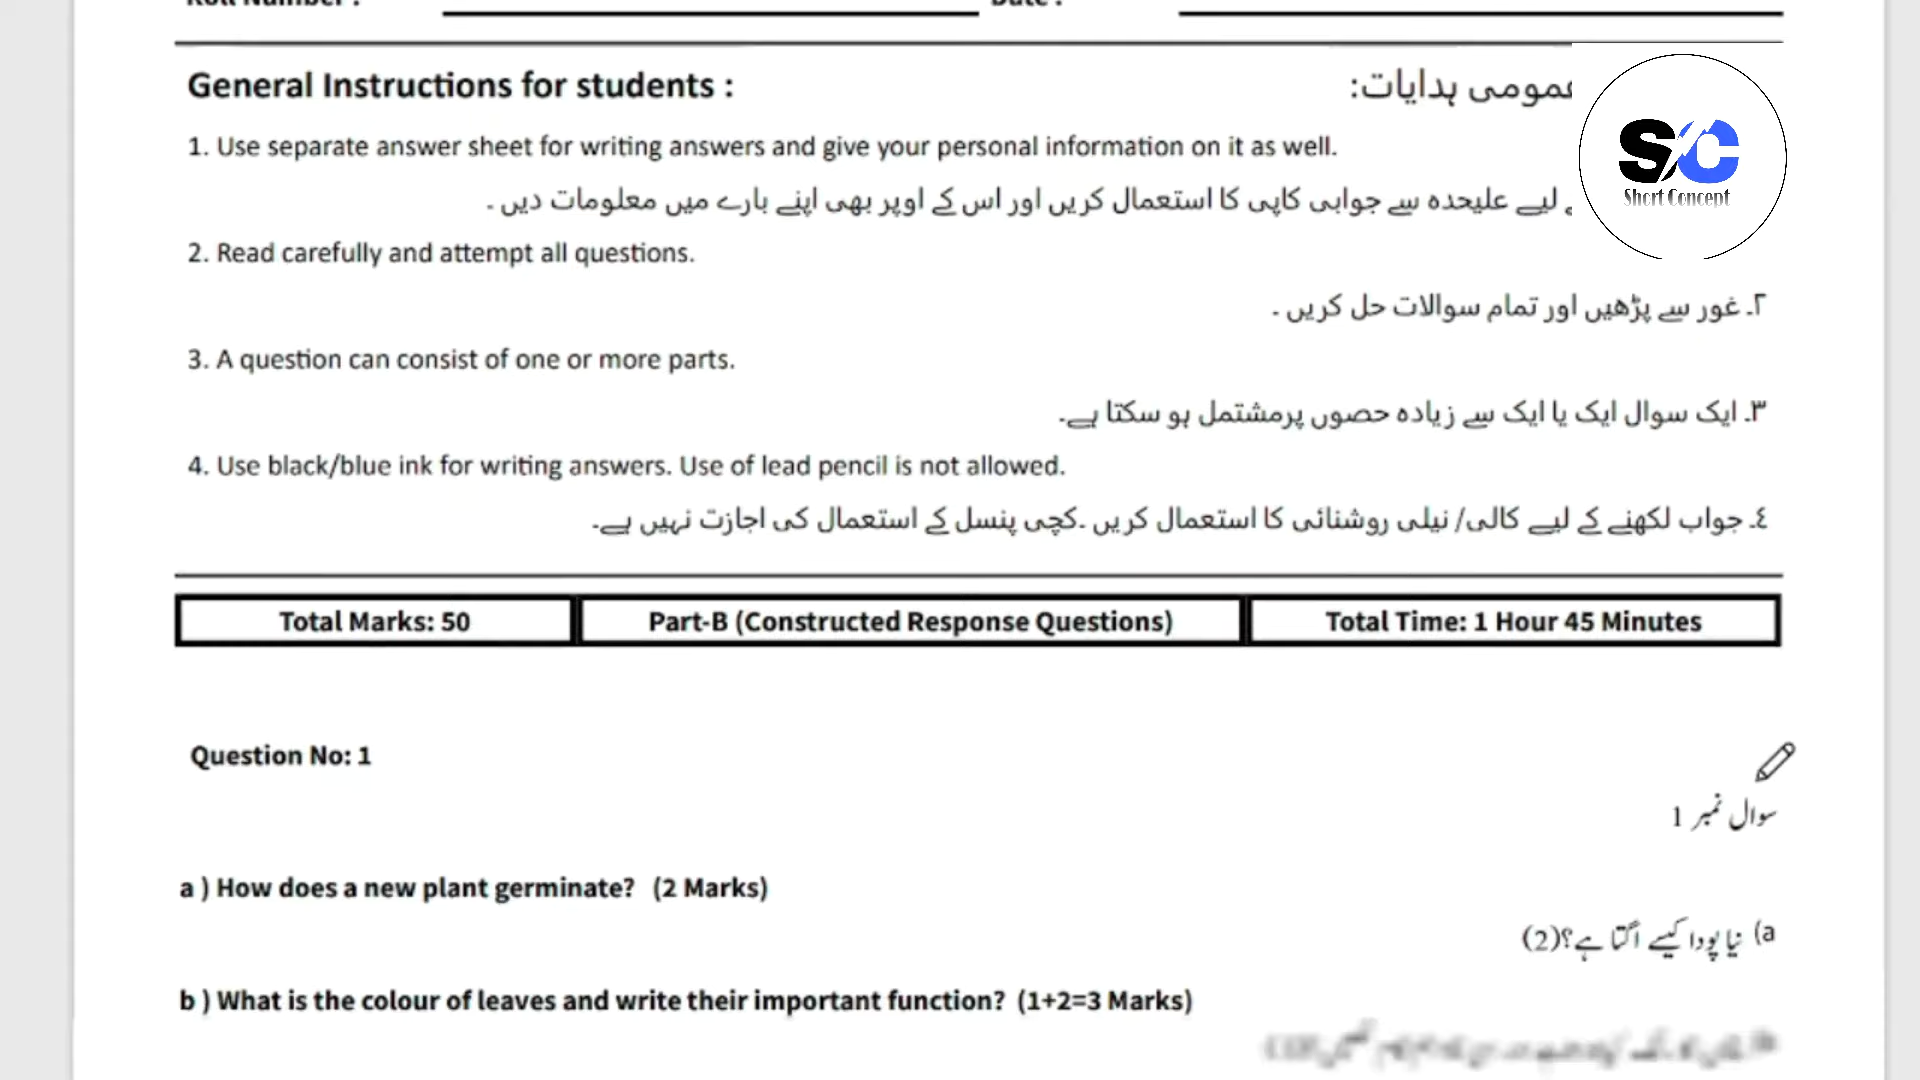 Roll Number :
Date :
General Instructions for students :
عمومی ہدایات:
1. Use separate answer sheet for writing answers and give your personal information on it as well.
لیے علیحدہ سے جوابی کاپی کا استعمال کریں اور اس کے اوپر بھی اپنے بارے میں معلومات دیں ۔
S/C
Short Concept
2. Read carefully and attempt all questions.
٢. غور سے پڑھیں اور تمام سوالات حل کریں ۔
3. A question can consist of one or more parts.
٣. ایک سوال ایک یا ایک سے زیادہ حصوں پرمشتمل ہو سکتا ہے۔
4. Use black/blue ink for writing answers. Use of lead pencil is not allowed.
٤. جواب لکھنے کے لیے کالی/ نیلی روشنائی کا استعمال کریں ۔کچی پنسل کے استعمال کی اجازت نہیں ہے۔
Total Marks: 50
Part-B (Constructed Response Questions)
Total Time: 1 Hour 45 Minutes
Question No: 1
سوال نمبر 1
a ) How does a new plant germinate? (2 Marks)
a) نیا پودا کیسے اگتا ہے؟(2)
b ) What is the colour of leaves and write their important function? (1+2=3 Marks)